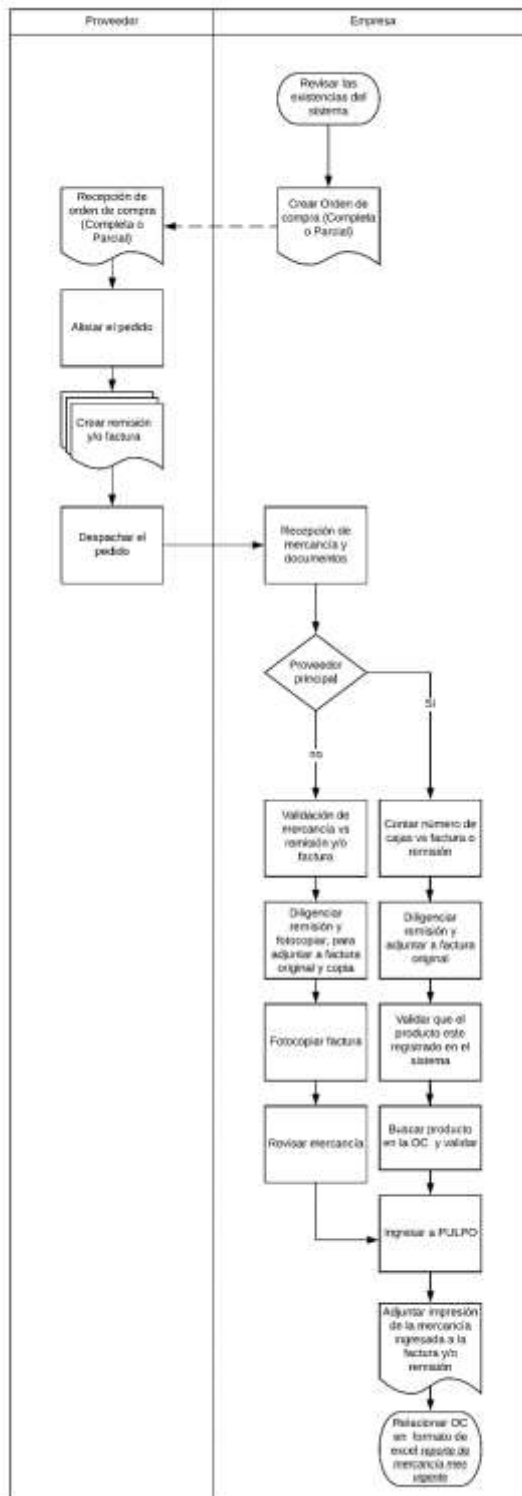 Proveedor
Empresa
Revisar las
existencias del
sistema
Recepción de
orden de compra
(Completa o
Parcial)
Crear Orden de
compra (Completa
o Parcial)
Alistar el pedido
Crear remisión
y/o factura
Despachar el
pedido
Recepción de
mercancía y
documentos
Proveedor
principal
Si
no
Validación de
mercancía vs
remisión y/o
factura
Contar número de
cajas vs factura o
remisión
Diligenciar
remisión y
fotocopiar, para
adjuntar a factura
original y copia
Diligenciar
remisión y
adjuntar a factura
original
Fotocopiar factura
Validar que el
producto este
registrado en el
sistema
Revisar mercancía
Buscar producto
en la OC y validar
Ingresar a PULPO
Adjuntar impresión
de la mercancía
ingresada a la
factura y/o
remisión
Relacionar OC
en formato de
excel reporte de
mercancía mec
urgente